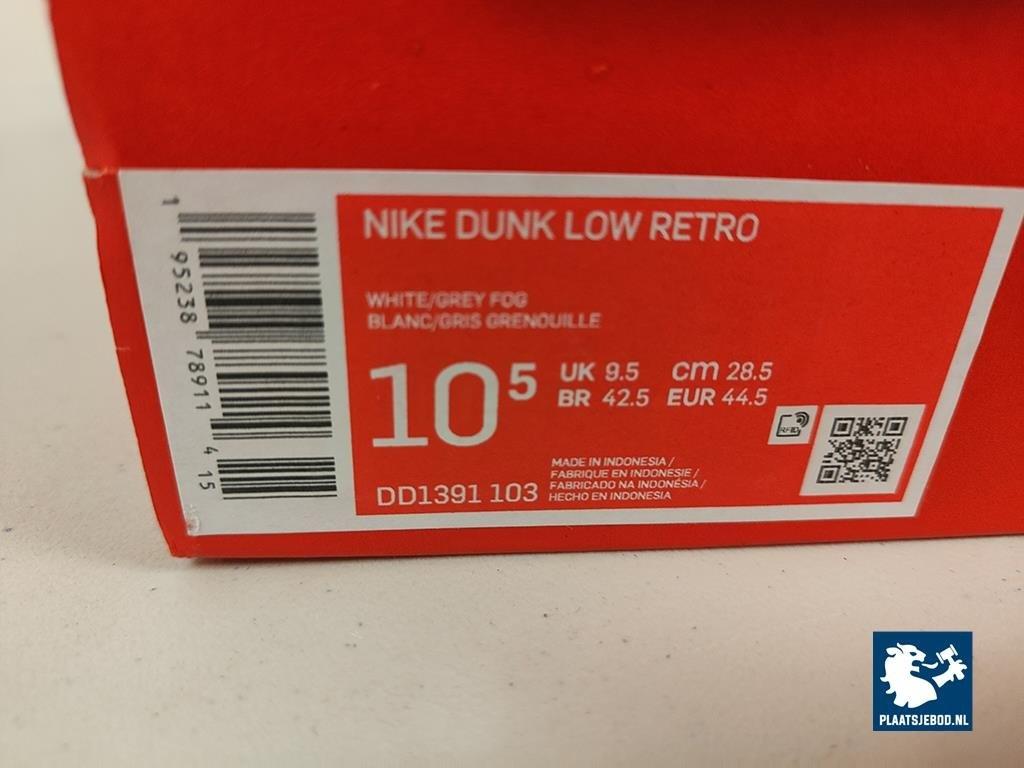 NIKE DUNK LOW RETRO
WHITE/GREY FOG
BLANC/GRIS GRENOUILLE
10⁵
UK 9.5 cm 28.5
BR 42.5 EUR 44.5
RFID
MADE IN INDONESIA /
FABRIQUE EN INDONESIE /
FABRICADO NA INDONÉSIA /
HECHO EN INDONESIA
DD1391 103
1 95238 78911 4 15
PLAATSJEBOD.NL